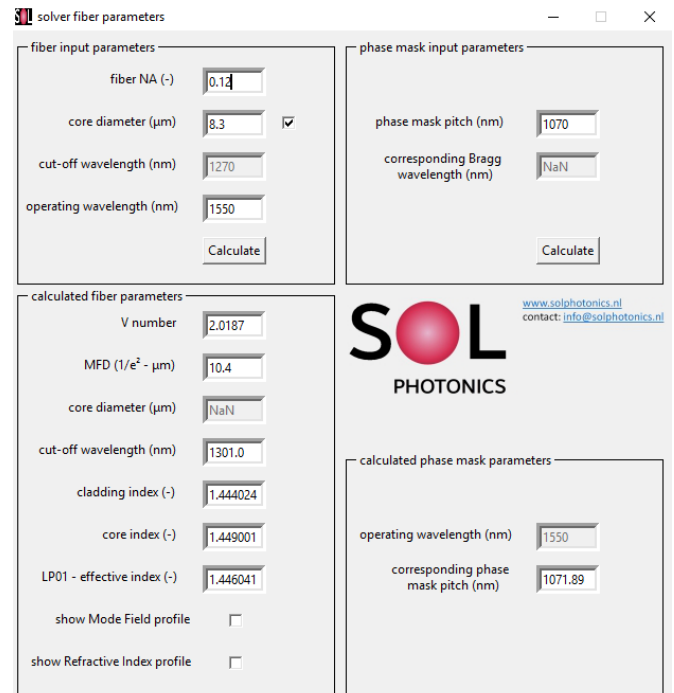 solver fiber parameters
fiber input parameters
fiber NA (-) 0.12
core diameter (µm) 8.3
cut-off wavelength (nm) 1270
operating wavelength (nm) 1550
Calculate
phase mask input parameters
phase mask pitch (nm) 1070
corresponding Bragg
wavelength (nm) NaN
Calculate
calculated fiber parameters
V number 2.0187
MFD (1/e² - µm) 10.4
core diameter (µm) NaN
cut-off wavelength (nm) 1301.0
cladding index (-) 1.444024
core index (-) 1.449001
LP01 - effective index (-) 1.446041
show Mode Field profile
show Refractive Index profile
SOL
PHOTONICS
www.solphotonics.nl
contact: info@solphotonics.nl
calculated phase mask parameters
operating wavelength (nm) 1550
corresponding phase
mask pitch (nm) 1071.89